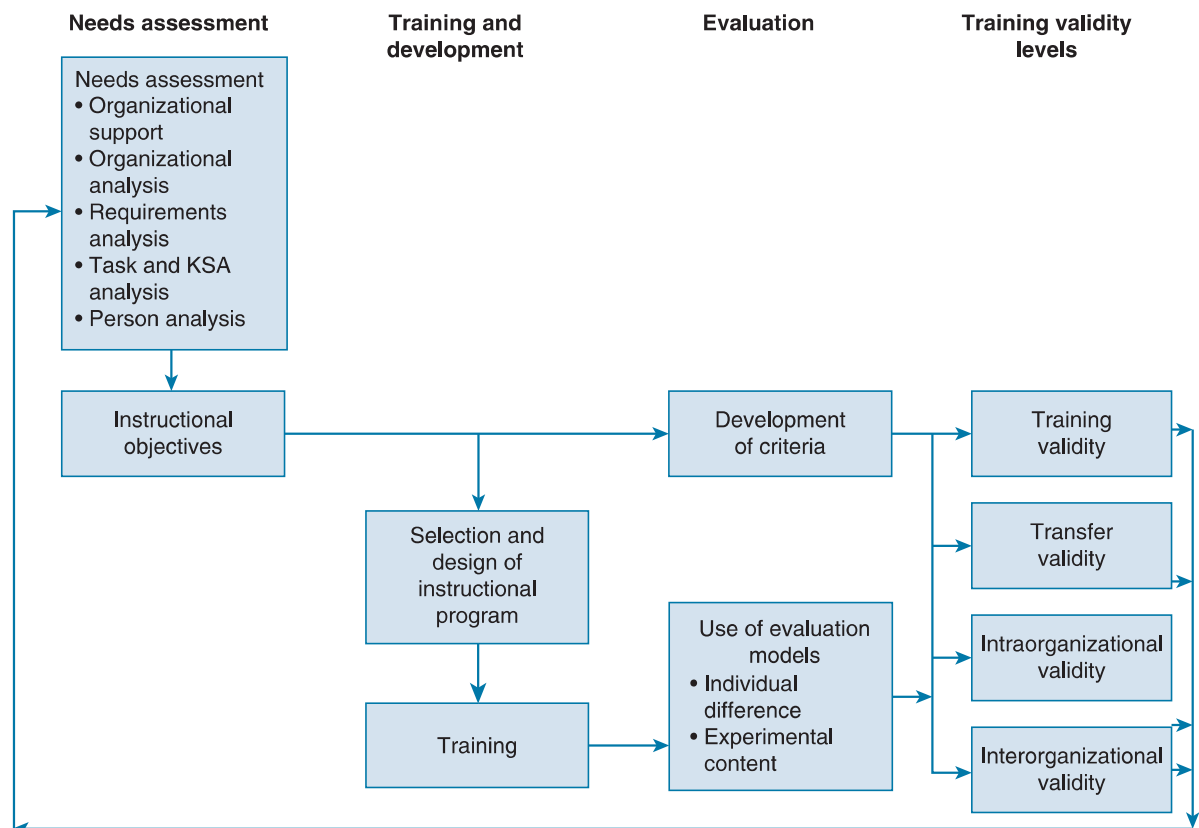 Needs assessment
Training and
development
Evaluation
Training validity
levels
Needs assessment
• Organizational
support
• Organizational
analysis
• Requirements
analysis
• Task and KSA
analysis
• Person analysis
Instructional
objectives
Development
of criteria
Training
validity
Selection and
design of
instructional
program
Transfer
validity
Use of evaluation
models
• Individual
difference
• Experimental
content
Intraorganizational
validity
Training
Interorganizational
validity